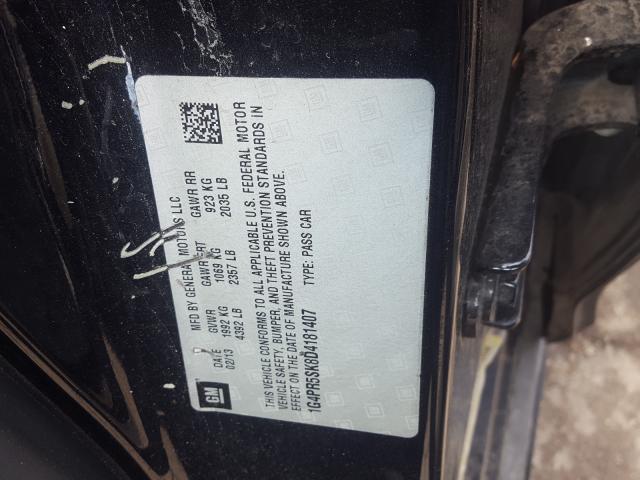 GM
MFD BY GENERAL MOTORS LLC
DATE GVWR GAWR FRT GAWR RR
02/13 1992 KG 1069 KG 923 KG
4392 LB 2357 LB 2035 LB
THIS VEHICLE CONFORMS TO ALL APPLICABLE U.S. FEDERAL MOTOR
VEHICLE SAFETY, BUMPER, AND THEFT PREVENTION STANDARDS IN
EFFECT ON THE DATE OF MANUFACTURE SHOWN ABOVE.
1G4PR5SK8D4181407 TYPE: PASS CAR